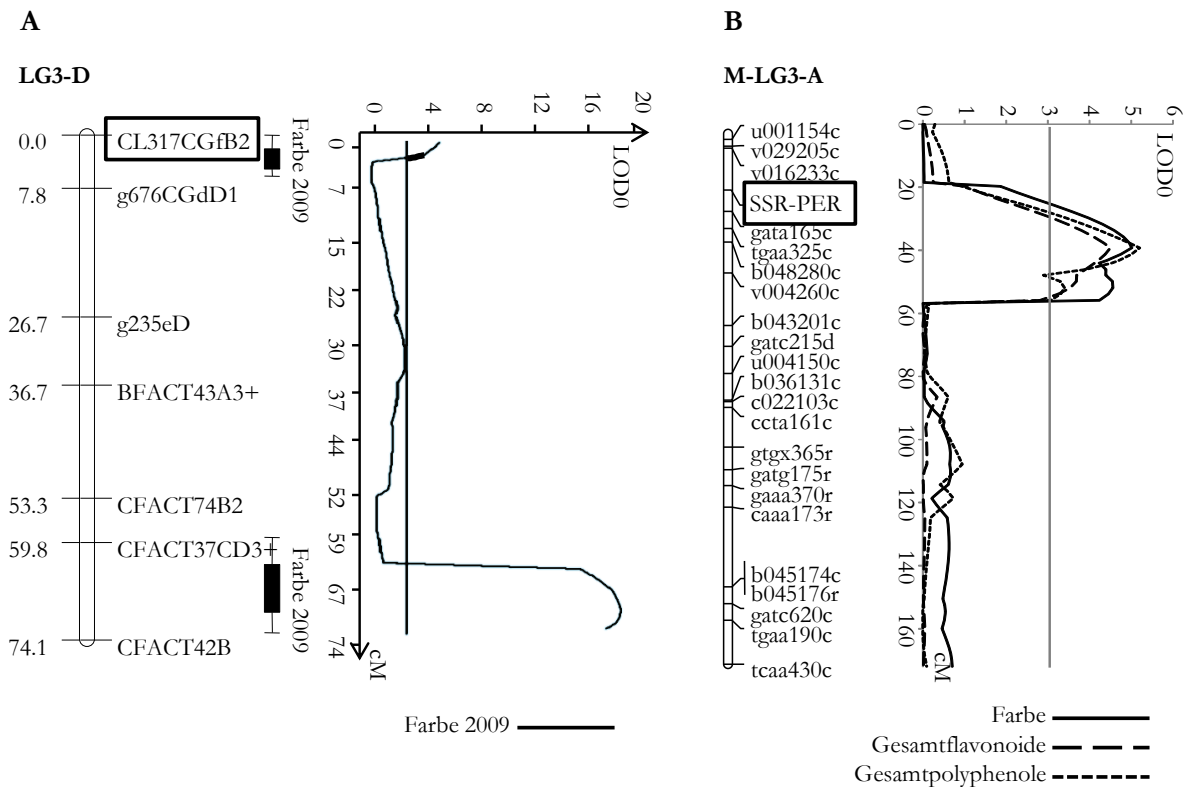 A
LG3-D
0.0 CL317CGfB2
7.8 g676CGdD1
26.7 g235eD
36.7 BFACT43A3+
53.3 CFACT74B2
59.8 CFACT37CD3+
74.1 CFACT42B
Farbe 2009
Farbe 2009
0 4 8 12 16 20
LOD0
0
7
15
22
30
37
44
52
59
67
74
cM
Farbe 2009
B
M-LG3-A
u001154c
v029205c
v016233c
SSR-PER
gata165c
tgaa325c
b048280c
v004260c
b043201c
gatc215d
u004150c
b036131c
c022103c
ccta161c
gtgx365r
gatg175r
gaaa370r
caaa173r
b045174c
b045176r
gatc620c
tgaa190c
tcaa430c
0 1 2 3 4 5 6
LOD0
0
20
40
60
80
100
120
140
160
cM
Farbe
Gesamtflavonoide
Gesamtpolyphenole